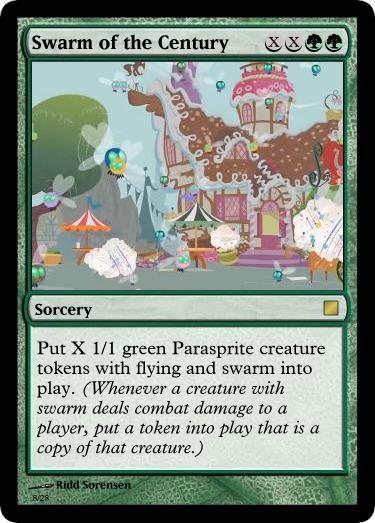 Swarm of the Century X X
Sorcery
Put X 1/1 green Parasprite creature
tokens with flying and swarm into
play. (Whenever a creature with
swarm deals combat damage to a
player, put a token into play that is a
copy of that creature.)
Ridd Sorensen
8/28